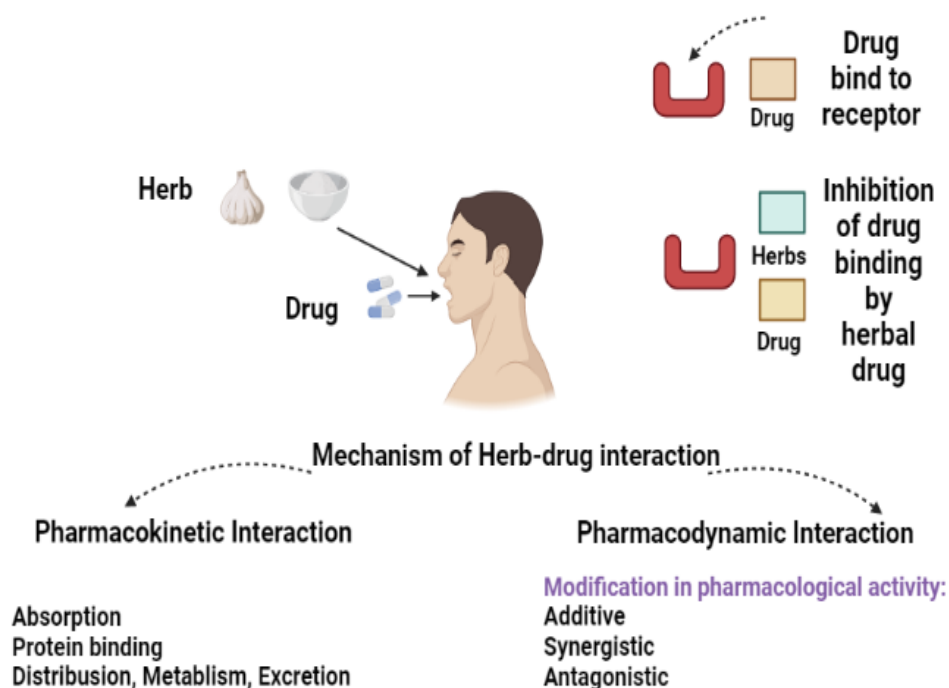 Drug
bind to
receptor
Drug
Herb
Drug
Inhibition
of drug
binding
by
herbal
drug
Herbs
Drug
Mechanism of Herb-drug interaction
Pharmacokinetic Interaction
Absorption
Protein binding
Distribusion, Metablism, Excretion
Pharmacodynamic Interaction
Modification in pharmacological activity:
Additive
Synergistic
Antagonistic